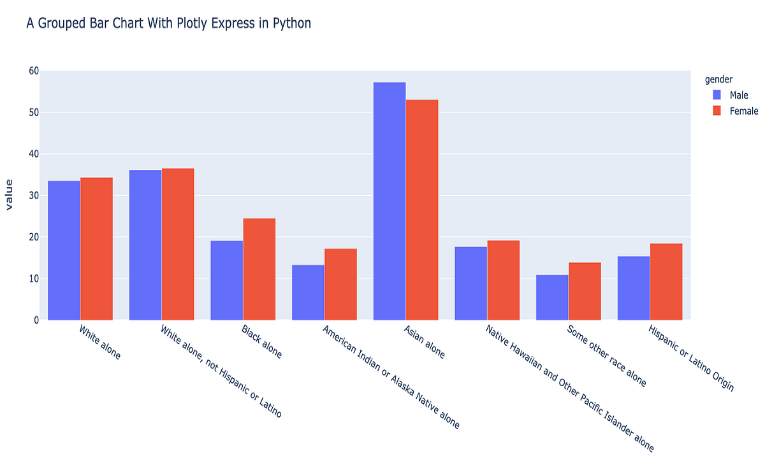 A Grouped Bar Chart With Plotly Express in Python
gender
Male
Female
value
60
50
40
30
20
10
0
White alone
White alone, not Hispanic or Latino
Black alone
American Indian or Alaska Native alone
Asian alone
Native Hawaiian and Other Pacific Islander alone
Some other race alone
Hispanic or Latino Origin